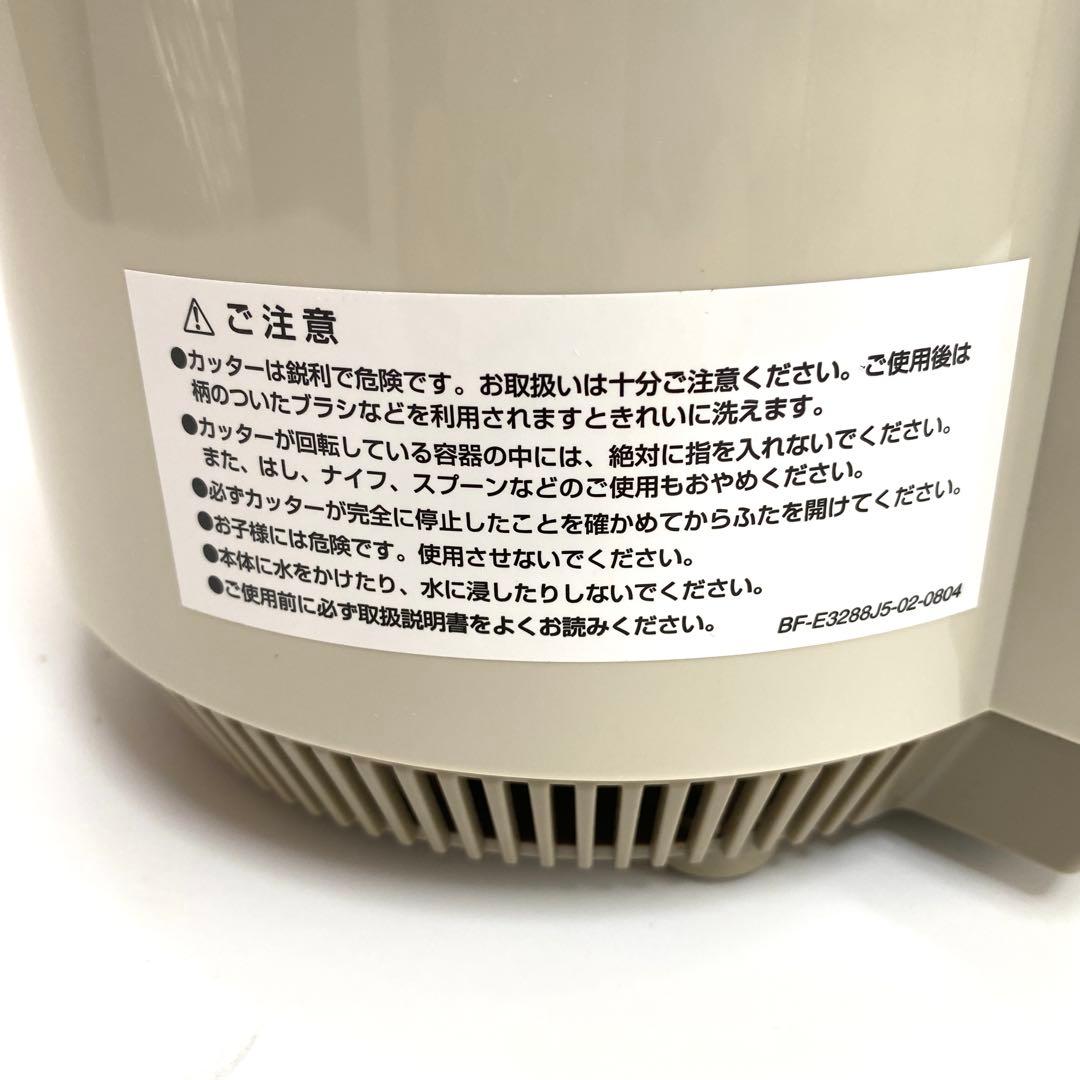 ⚠ご注意
●カッターは鋭利で危険です。お取扱いは十分ご注意ください。ご使用後は
柄のついたブラシなどを利用されますときれいに洗えます。
●カッターが回転している容器の中には、絶対に指を入れないでください。
また、はし、ナイフ、スプーンなどのご使用もおやめください。
●必ずカッターが完全に停止したことを確かめてからふたを開けてください。
●お子様には危険です。使用させないでください。
●本体に水をかけたり、水に浸したりしないでください。
●ご使用前に必ず取扱説明書をよくお読みください。
BF-E3288J5-02-0804